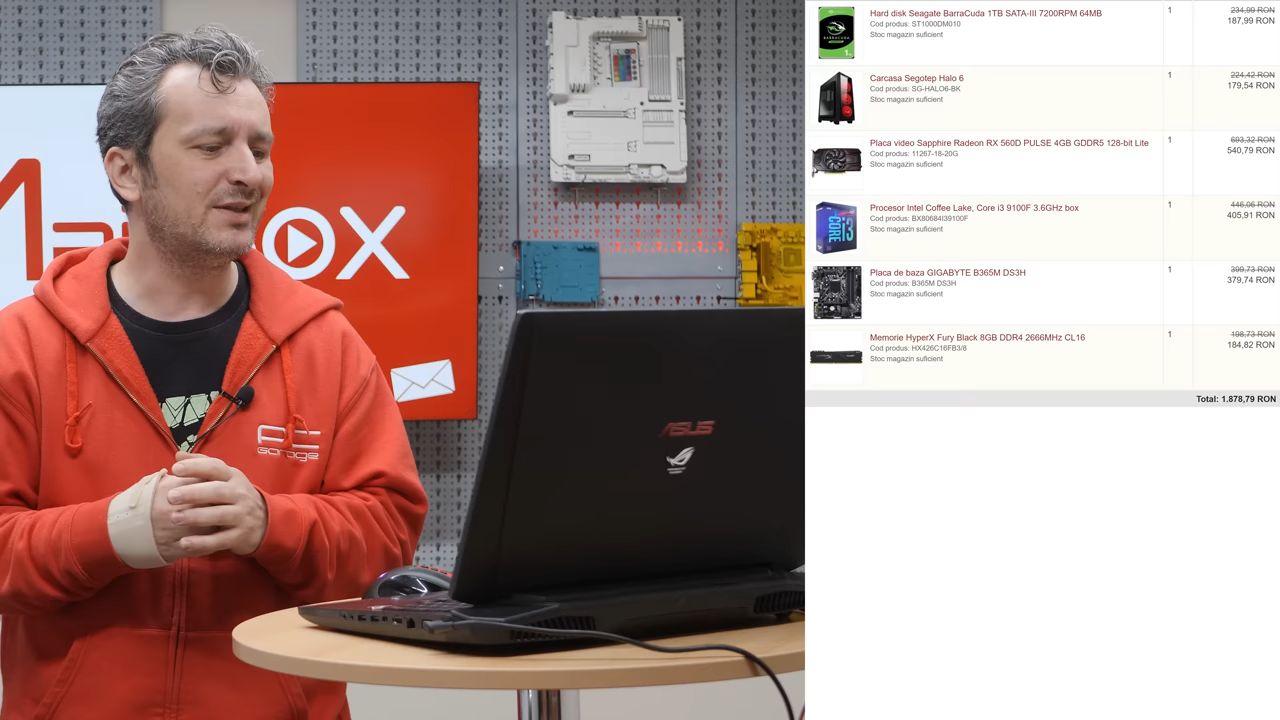 OX
ASUS
PC
Garage
Hard disk Seagate BarraCuda 1TB SATA-III 7200RPM 64MB
Cod produs: ST1000DM010
Stoc magazin suficient
1
234,99 RON
187,99 RON
Carcasa Segotep Halo 6
Cod produs: SG-HALO6-BK
Stoc magazin suficient
1
224,42 RON
179,54 RON
Placa video Sapphire Radeon RX 560D PULSE 4GB GDDR5 128-bit Lite
Cod produs: 11267-18-20G
Stoc magazin suficient
1
693,32 RON
540,79 RON
Procesor Intel Coffee Lake, Core i3 9100F 3.6GHz box
Cod produs: BX80684I39100F
Stoc magazin suficient
1
446,06 RON
405,91 RON
Placa de baza GIGABYTE B365M DS3H
Cod produs: B365M DS3H
Stoc magazin suficient
1
399,73 RON
379,74 RON
Memorie HyperX Fury Black 8GB DDR4 2666MHz CL16
Cod produs: HX426C16FB3/8
Stoc magazin suficient
1
198,73 RON
184,82 RON
Total: 1.878,79 RON
BARRACUDA
CORE
i3